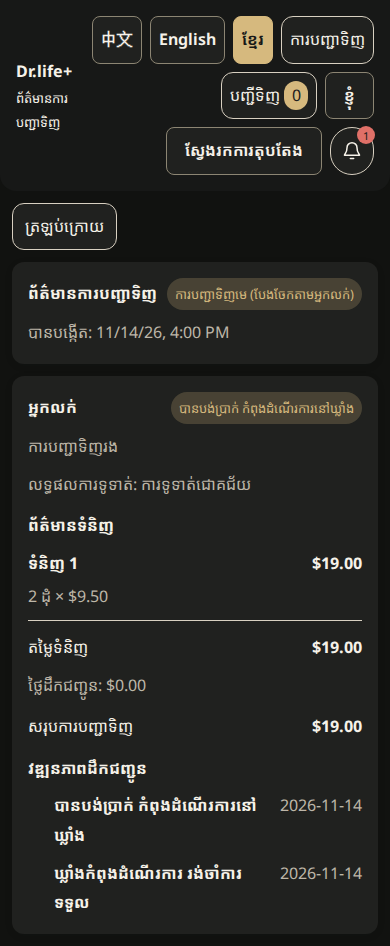 中文
English
ខ្មែរ
ការបញ្ជាទិញ
Dr.life+
ព័ត៌មានការ
បញ្ជាទិញ
បញ្ជីទិញ 0
ខ្ញុំ
ស្វែងរកការតុបតែង
1
ត្រឡប់ក្រោយ
ព័ត៌មានការបញ្ជាទិញ
ការបញ្ជាទិញមេ (បែងចែកតាមអ្នកលក់)
បានបង្កើត: 11/14/26, 4:00 PM
អ្នកលក់
បានបង់ប្រាក់ កំពុងដំណើរការនៅឃ្លាំង
ការបញ្ជាទិញរង
លទ្ធផលការទូទាត់: ការទូទាត់ជោគជ័យ
ព័ត៌មានទំនិញ
ទំនិញ 1 $19.00
2 ដុំ × $9.50
តម្លៃទំនិញ $19.00
ថ្លៃដឹកជញ្ជូន: $0.00
សរុបការបញ្ជាទិញ $19.00
វឌ្ឍនភាពដឹកជញ្ជូន
បានបង់ប្រាក់ កំពុងដំណើរការនៅ 2026-11-14
ឃ្លាំង
ឃ្លាំងកំពុងដំណើរការ រង់ចាំការ 2026-11-14
ទទួល